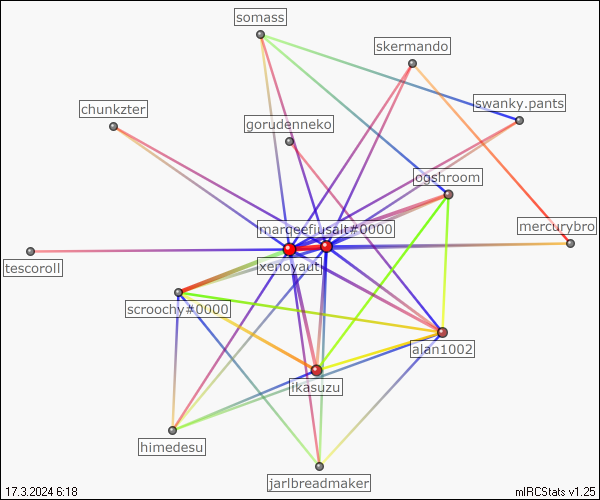 somass
skermando
swanky.pants
chunkzter
gorudenneko
ogshroom
marqeefiusalt#0000
mercurybro
xenoyaut
tescoroll
scroochy#0000
alan1002
ikasuzu
himedesu
jarlbreadmaker
17.3.2024 6:18
mIRCStats v1.25